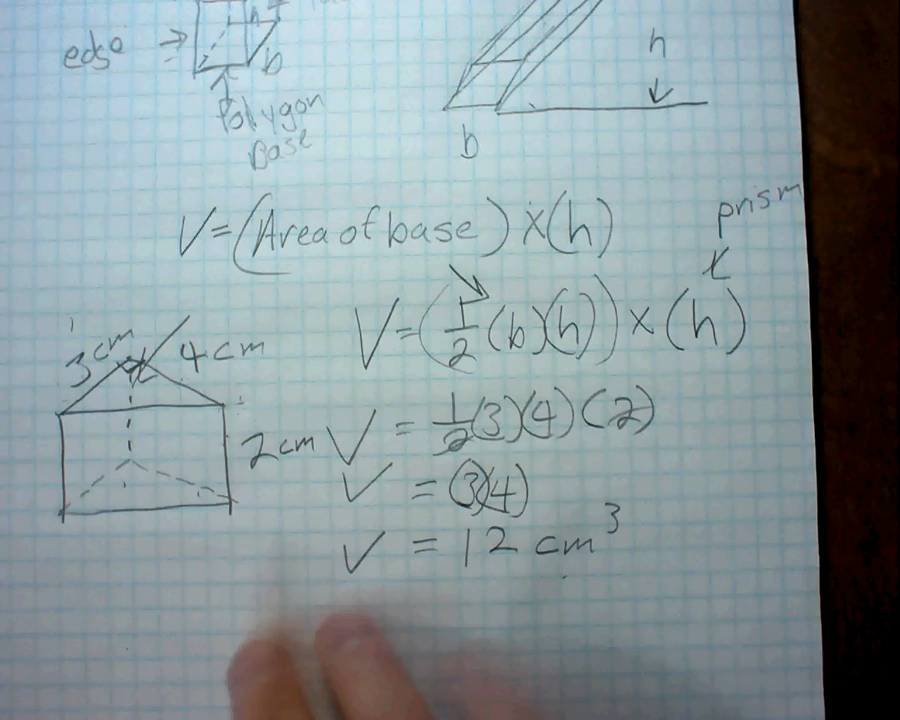 edge
b
Polygon
Base
h
b
V=(Area of base)×(h)
prism
V=(1/2(b)(h))×(h)
3cm
4cm
2cm
V = 1/2(3)(4)(2)
V = (3)(4)
V = 12 cm³